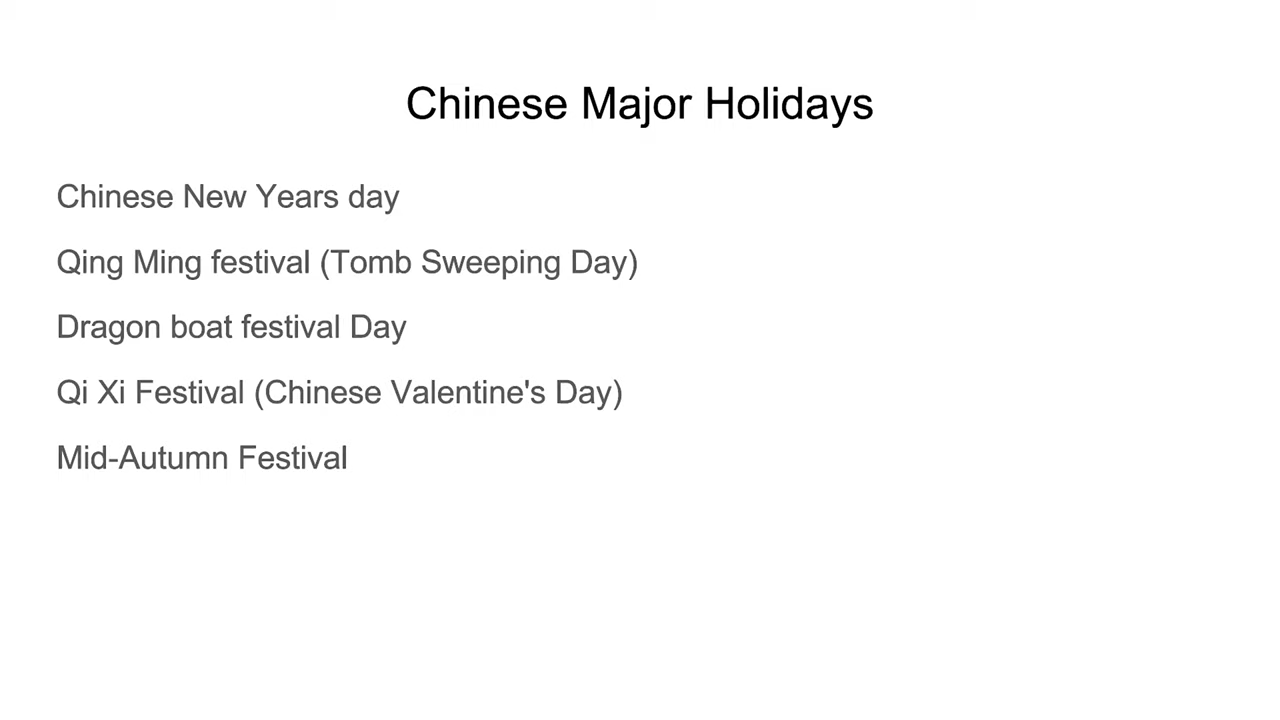 Chinese Major Holidays
Chinese New Years day
Qing Ming festival (Tomb Sweeping Day)
Dragon boat festival Day
Qi Xi Festival (Chinese Valentine's Day)
Mid-Autumn Festival